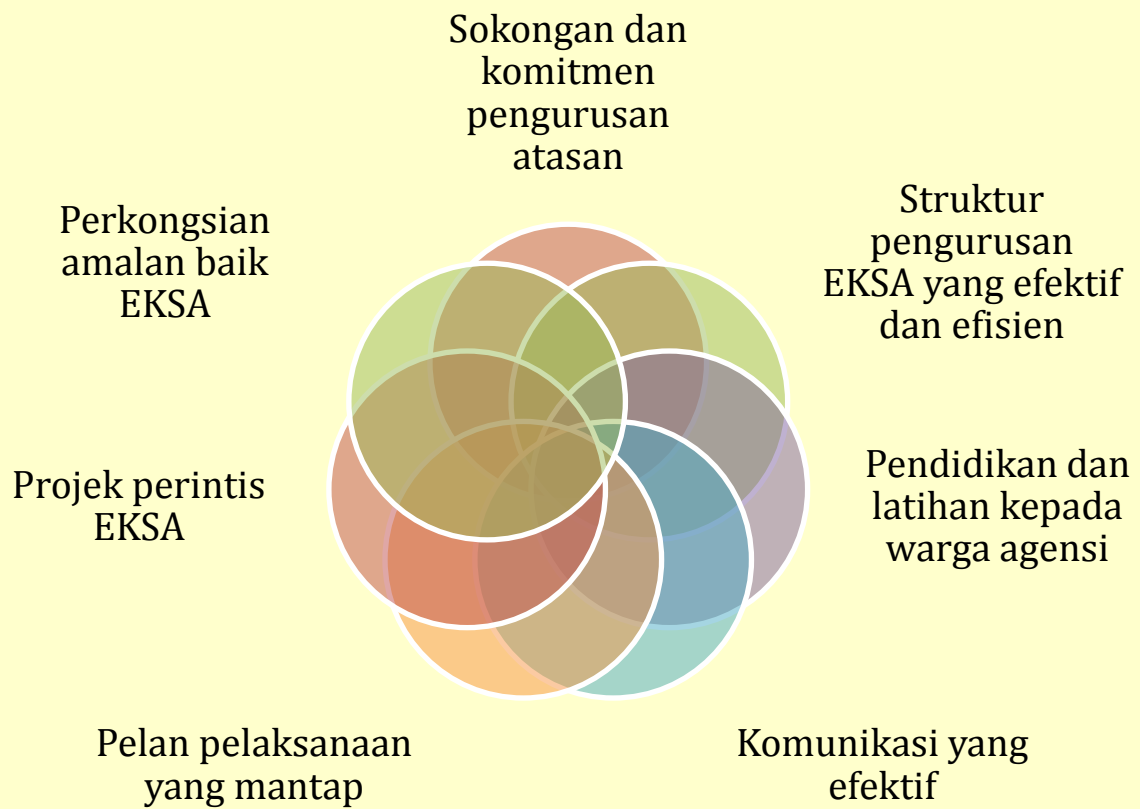 Sokongan dan
komitmen
pengurusan
atasan
Struktur
pengurusan
EKSA yang efektif
dan efisien
Pendidikan dan
latihan kepada
warga agensi
Komunikasi yang
efektif
Pelan pelaksanaan
yang mantap
Projek perintis
EKSA
Perkongsian
amalan baik
EKSA